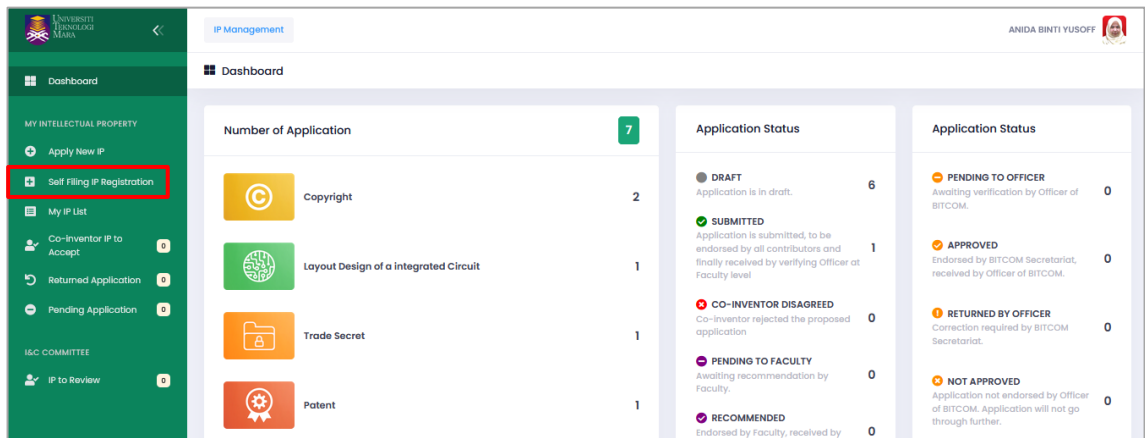 UNIVERSITI
TEKNOLOGI
MARA
IP Management
ANIDA BINTI YUSOFF
Dashboard
MY INTELLECTUAL PROPERTY
Apply New IP
Self Filing IP Registration
My IP List
Co-inventor IP to
Accept
0
Returned Application
0
Pending Application
0
I&C COMMITTEE
IP to Review
0
Dashboard
Number of Application
7
Copyright
2
Layout Design of a integrated Circuit
1
Trade Secret
1
Patent
1
Application Status
DRAFT
Application is in draft.
6
SUBMITTED
Application is submitted, to be
endorsed by all contributors and
finally received by verifying Officer at
Faculty level
1
CO-INVENTOR DISAGREED
Co-inventor rejected the proposed
application
0
PENDING TO FACULTY
Awaiting recommendation by
Faculty.
0
RECOMMENDED
Endorsed by Faculty, received by
0
Application Status
PENDING TO OFFICER
Awaiting verification by Officer of
BITCOM.
0
APPROVED
Endorsed by BITCOM Secretariat,
received by Officer of BITCOM.
0
RETURNED BY OFFICER
Correction required by BITCOM
Secretariat.
0
NOT APPROVED
Application not endorsed by Officer
of BITCOM. Application will not go
through further.
0